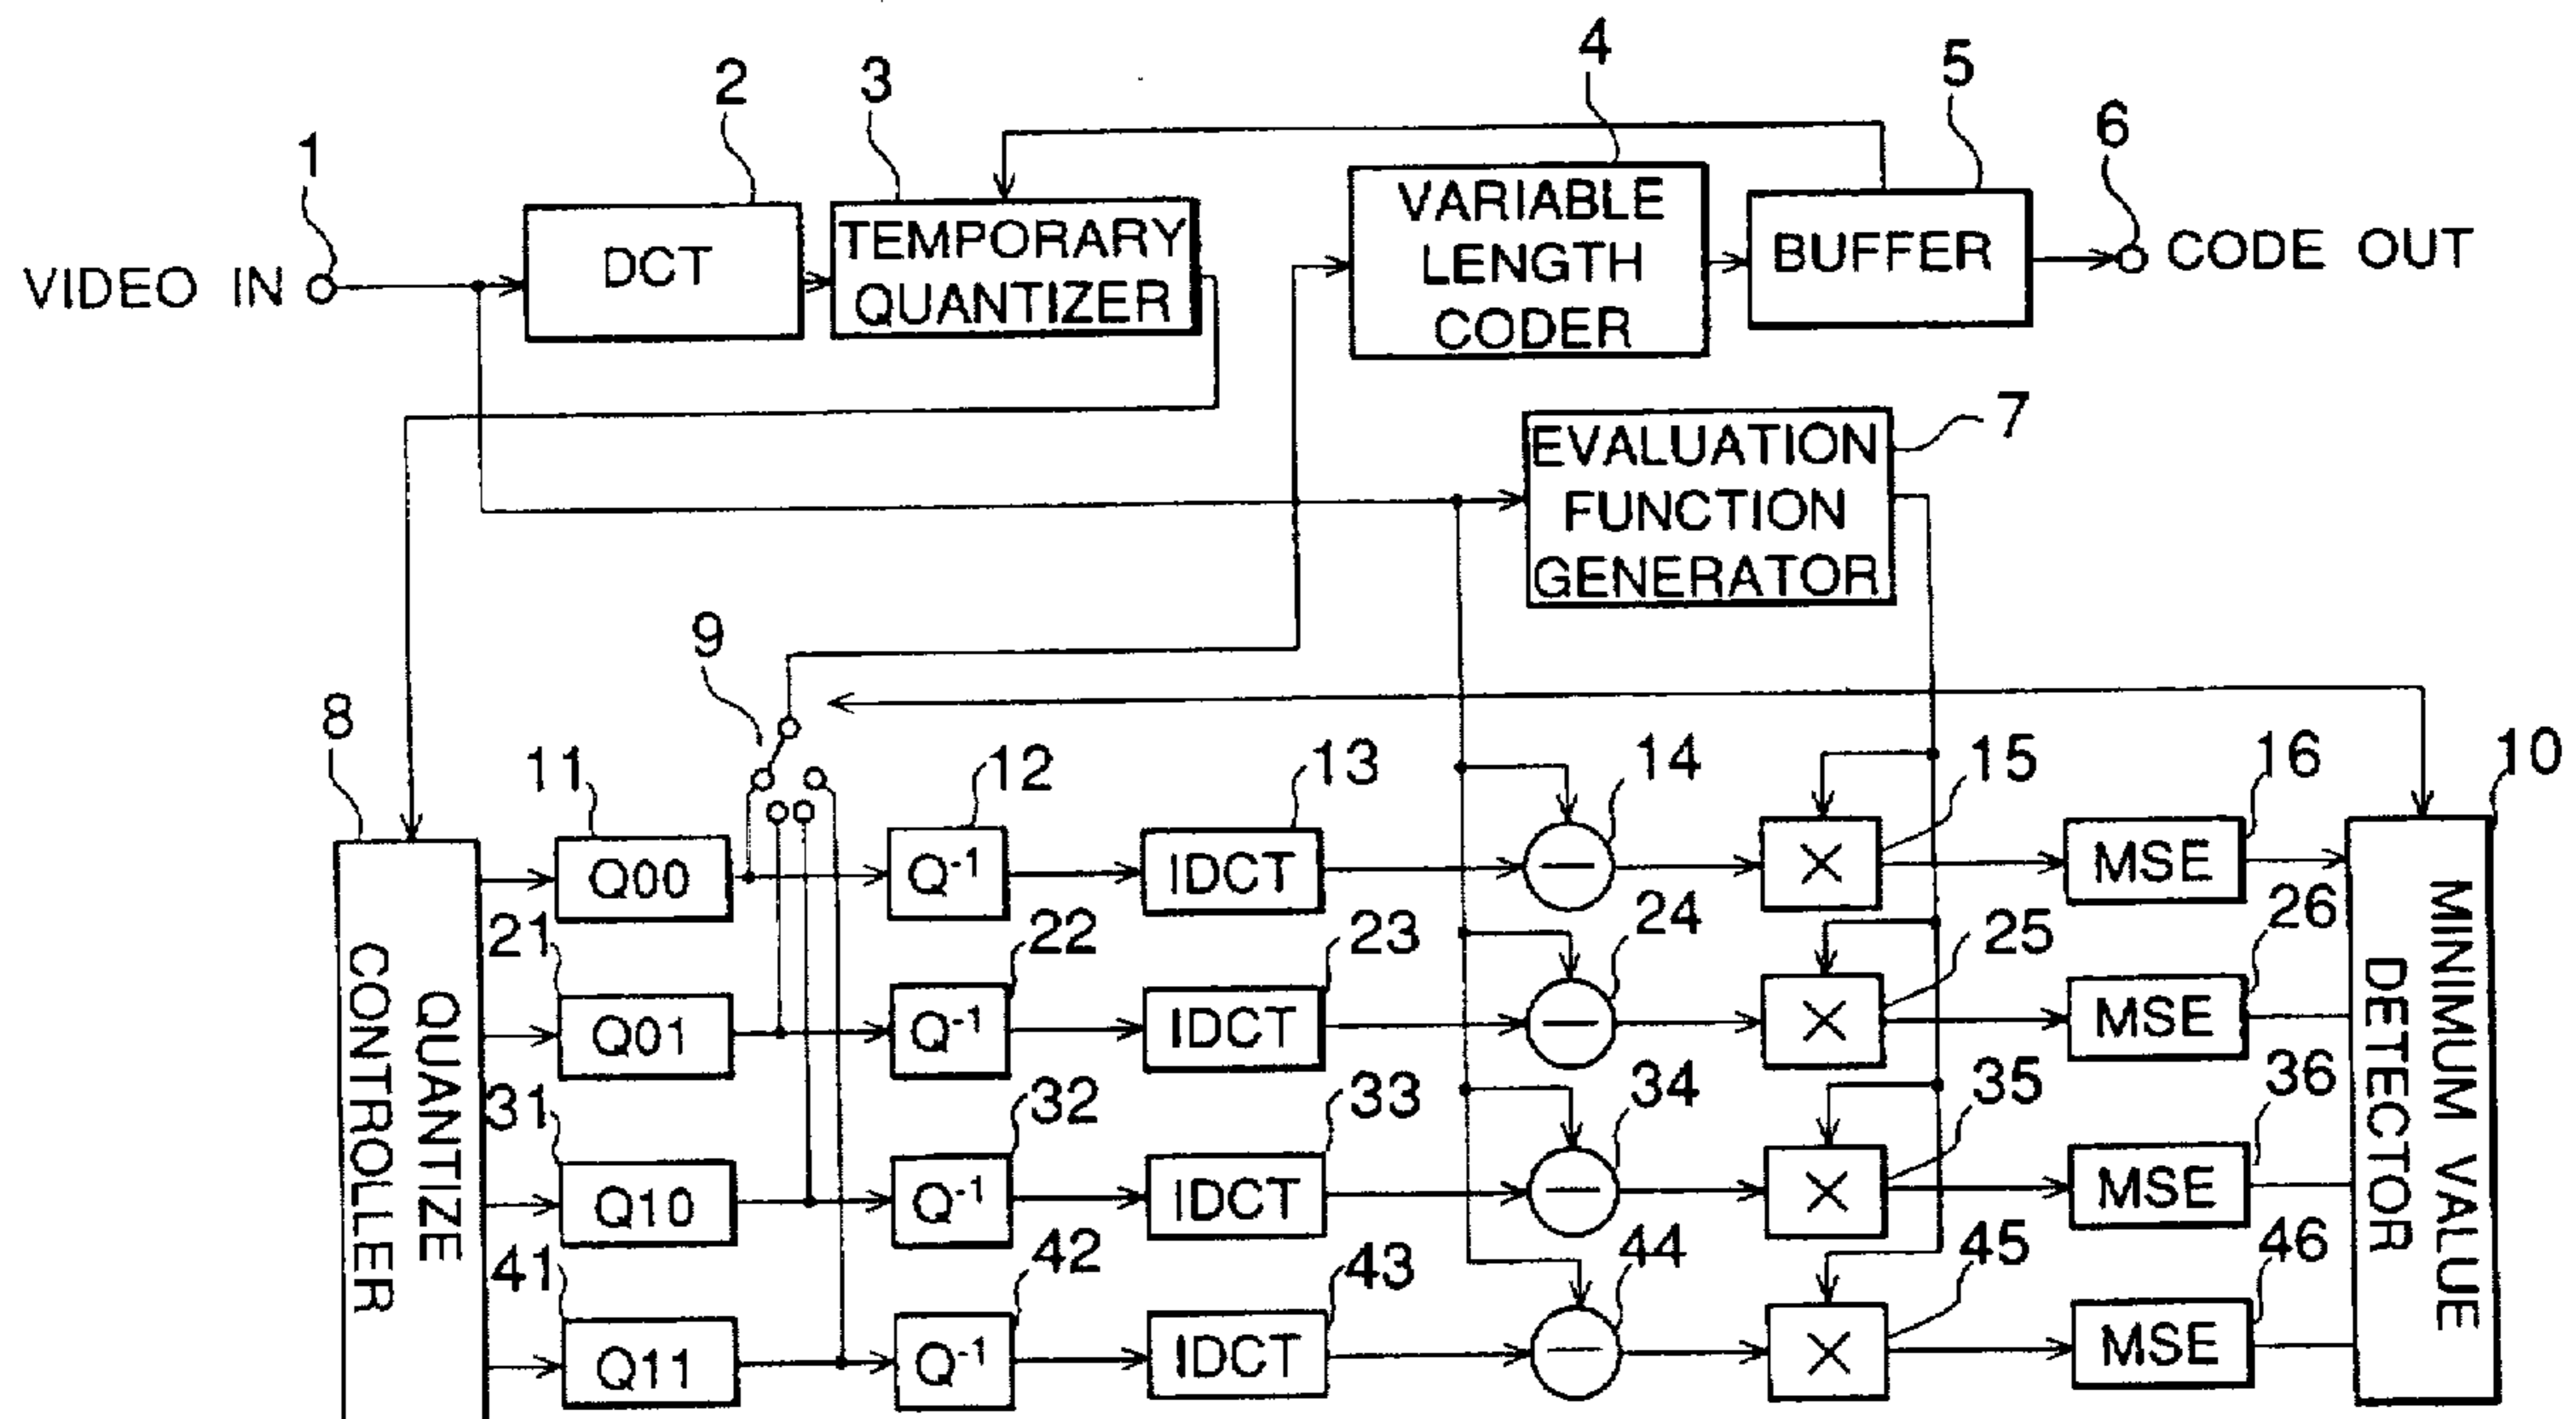 4
5
2
3
6
1
VIDEO IN
DCT
TEMPORARY
QUANTIZER
VARIABLE
LENGTH
CODER
BUFFER
CODE OUT
7
EVALUATION
FUNCTION
GENERATOR
9
8
11
12
13
14
15
16
10
Q00
Q-1
IDCT
—
×
MSE
21
22
23
24
25
26
Q01
Q-1
IDCT
—
×
MSE
31
32
33
34
35
36
Q10
Q-1
IDCT
—
×
MSE
41
42
43
44
45
46
Q11
Q-1
IDCT
—
×
MSE
QUANTIZE
CONTROLLER
MINIMUM VALUE
DETECTOR